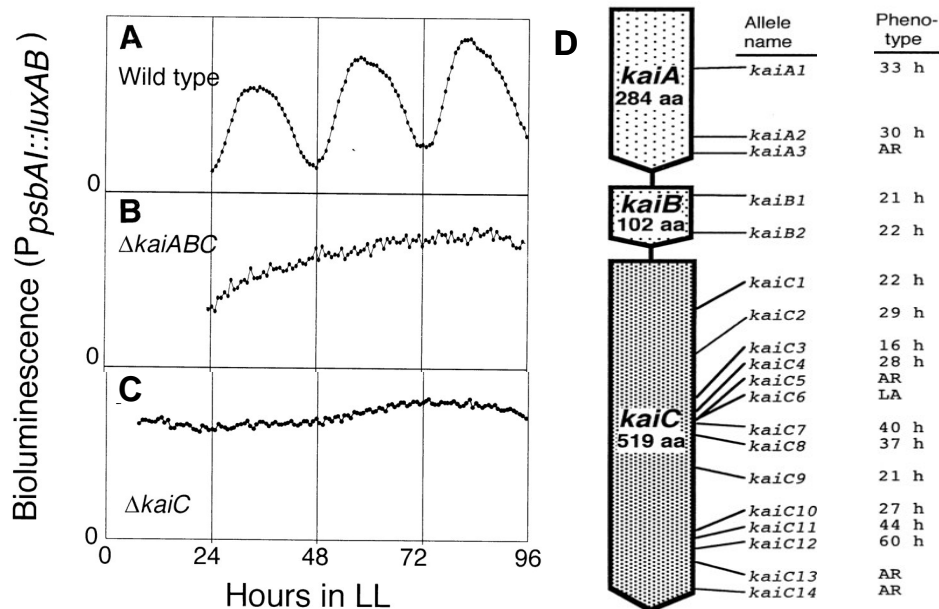 Bioluminescence (P psbAI::luxAB)
A
Wild type
0
B
ΔkaiABC
0
C
ΔkaiC
0
0 24 48 72 96
Hours in LL
D
Allele name
Pheno-type
kaiA
284 aa
kaiA1 33 h
kaiA2 30 h
kaiA3 AR
kaiB
102 aa
kaiB1 21 h
kaiB2 22 h
kaiC
519 aa
kaiC1 22 h
kaiC2 29 h
kaiC3 16 h
kaiC4 28 h
kaiC5 AR
kaiC6 LA
kaiC7 40 h
kaiC8 37 h
kaiC9 21 h
kaiC10 27 h
kaiC11 44 h
kaiC12 60 h
kaiC13 AR
kaiC14 AR